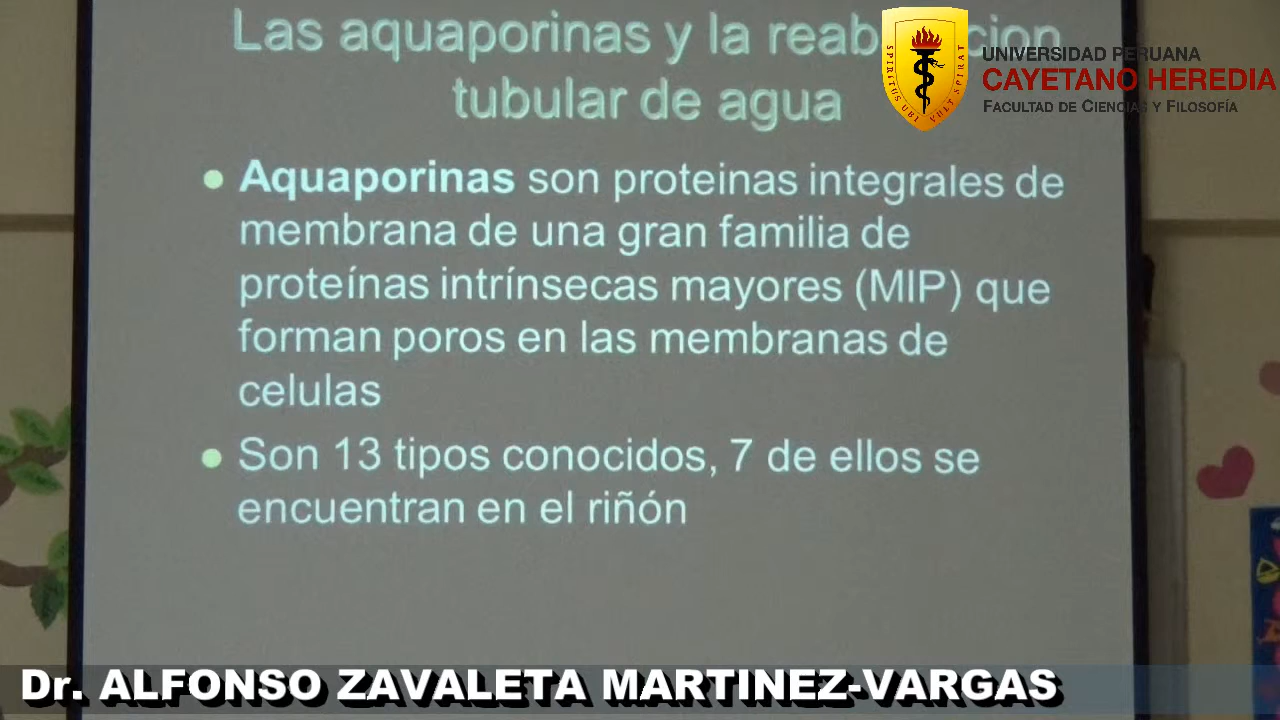 Las aquaporinas y la reab cion
tubular de agua
SPIRITUS UBI VULT SPIRAT
UNIVERSIDAD PERUANA
CAYETANO HEREDIA
FACULTAD DE CIENCIAS Y FILOSOFÍA
Aquaporinas son proteinas integrales de
membrana de una gran familia de
proteínas intrínsecas mayores (MIP) que
forman poros en las membranas de
celulas
Son 13 tipos conocidos, 7 de ellos se
encuentran en el riñón
Dr. ALFONSO ZAVALETA MARTINEZ-VARGAS